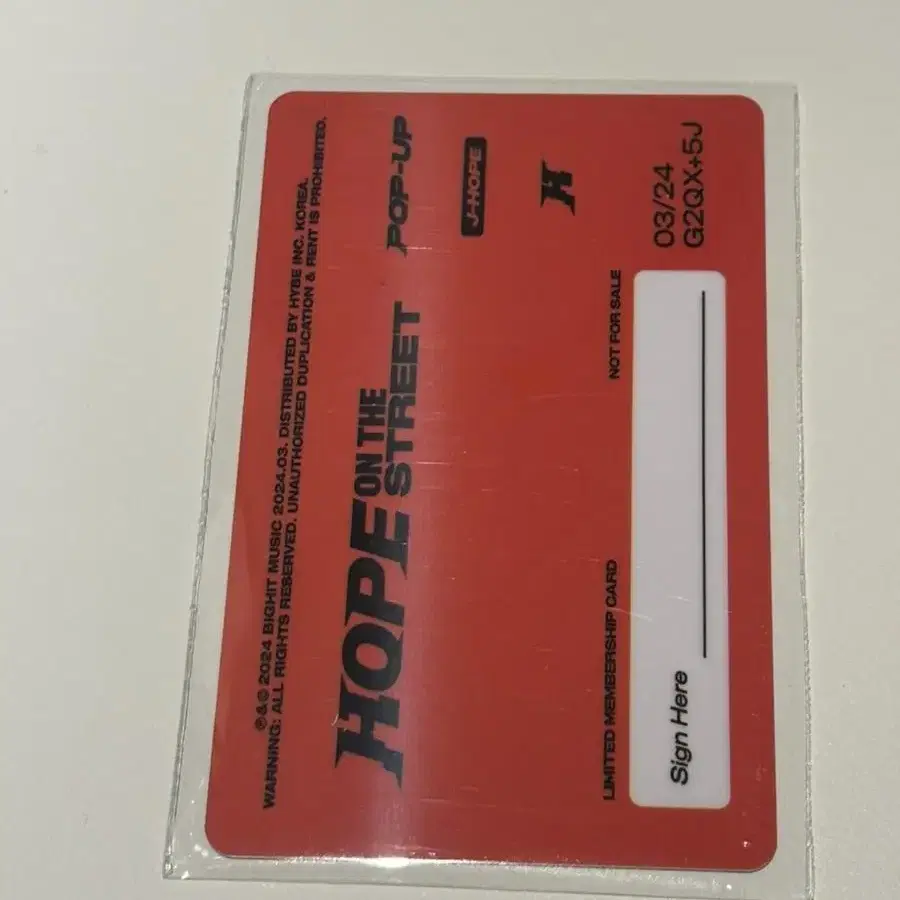 ℗&© 2024 BIGHIT MUSIC 2024.03. DISTRIBUTED BY HYBE INC. KOREA.
WARNING: ALL RIGHTS RESERVED. UNAUTHORIZED DUPLICATION & RENT IS PROHIBITED.
HOPE ON THE STREET POP-UP
J-HOPE
H
LIMITED MEMBERSHIP CARD NOT FOR SALE
03/24
G2QX+5J
Sign Here